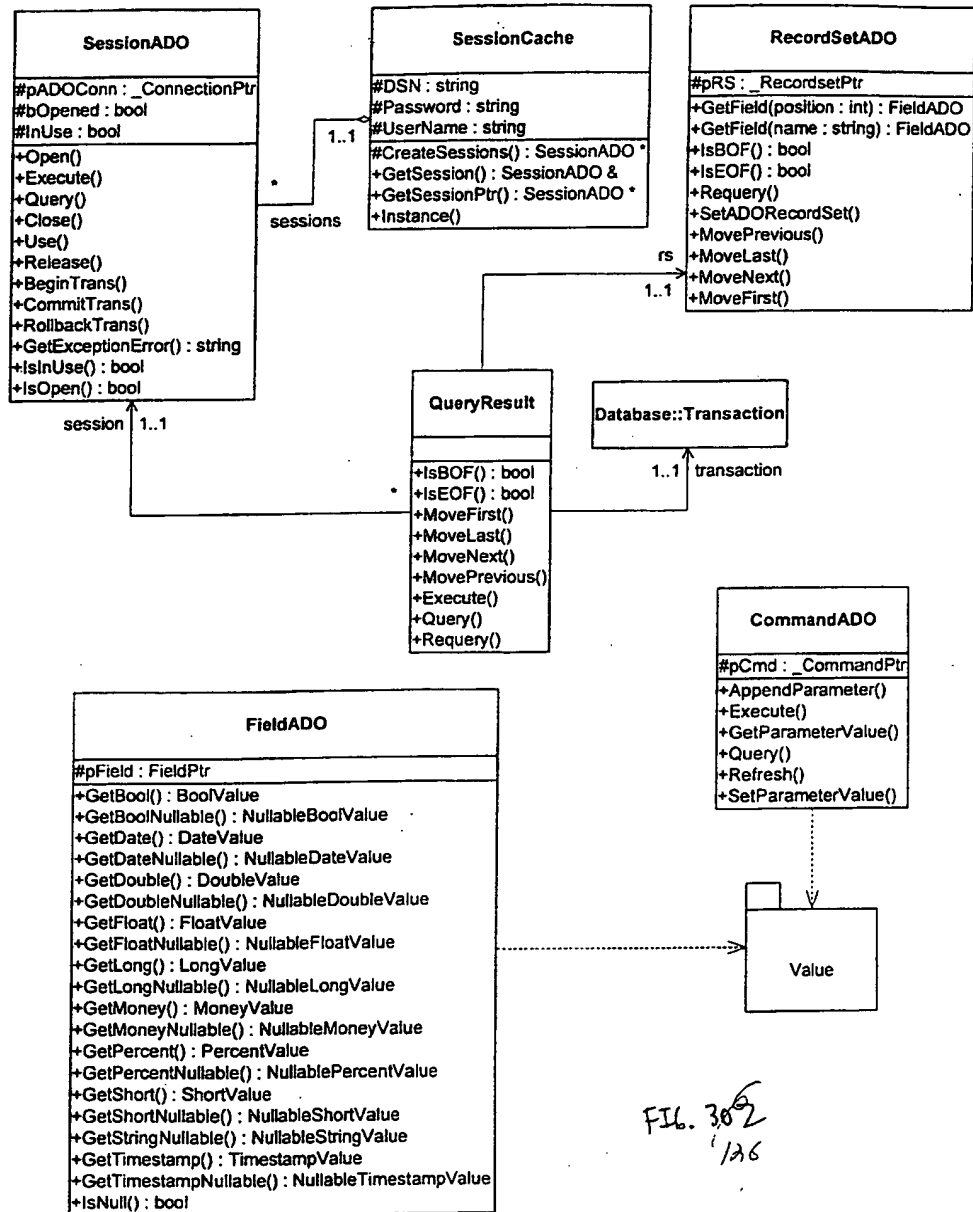 SessionADO
#pADOConn : _ConnectionPtr
#bOpened : bool
#InUse : bool
+Open()
+Execute()
+Query()
+Close()
+Use()
+Release()
+BeginTrans()
+CommitTrans()
+RollbackTrans()
+GetExceptionError() : string
+IsInUse() : bool
+IsOpen() : bool
1..1
*
sessions
SessionCache
#DSN : string
#Password : string
#UserName : string
#CreateSessions() : SessionADO *
+GetSession() : SessionADO &
+GetSessionPtr() : SessionADO *
+Instance()
RecordSetADO
#pRS : _RecordsetPtr
+GetField(position : int) : FieldADO
+GetField(name : string) : FieldADO
+IsBOF() : bool
+IsEOF() : bool
+Requery()
+SetADORecordSet()
+MovePrevious()
+MoveLast()
+MoveNext()
+MoveFirst()
rs
1..1
session 1..1
*
QueryResult
+IsBOF() : bool
+IsEOF() : bool
+MoveFirst()
+MoveLast()
+MoveNext()
+MovePrevious()
+Execute()
+Query()
+Requery()
Database::Transaction
1..1 transaction
CommandADO
#pCmd : _CommandPtr
+AppendParameter()
+Execute()
+GetParameterValue()
+Query()
+Refresh()
+SetParameterValue()
FieldADO
#pField : FieldPtr
+GetBool() : BoolValue
+GetBoolNullable() : NullableBoolValue
+GetDate() : DateValue
+GetDateNullable() : NullableDateValue
+GetDouble() : DoubleValue
+GetDoubleNullable() : NullableDoubleValue
+GetFloat() : FloatValue
+GetFloatNullable() : NullableFloatValue
+GetLong() : LongValue
+GetLongNullable() : NullableLongValue
+GetMoney() : MoneyValue
+GetMoneyNullable() : NullableMoneyValue
+GetPercent() : PercentValue
+GetPercentNullable() : NullablePercentValue
+GetShort() : ShortValue
+GetShortNullable() : NullableShortValue
+GetStringNullable() : NullableStringValue
+GetTimestamp() : TimestampValue
+GetTimestampNullable() : NullableTimestampValue
+IsNull() : bool
Value
FIG.